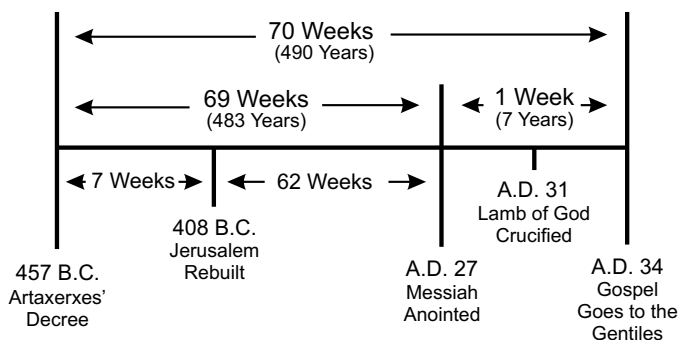 70 Weeks
(490 Years)
69 Weeks
(483 Years)
1 Week
(7 Years)
7 Weeks
62 Weeks
457 B.C.
Artaxerxes’
Decree
408 B.C.
Jerusalem
Rebuilt
A.D. 27
Messiah
Anointed
A.D. 31
Lamb of God
Crucified
A.D. 34
Gospel
Goes to the
Gentiles